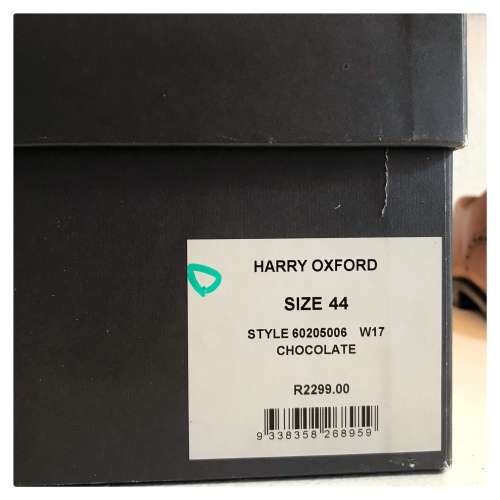 HARRY OXFORD
SIZE 44
STYLE 60205006 W17
CHOCOLATE
R2299.00
9 338358 268959